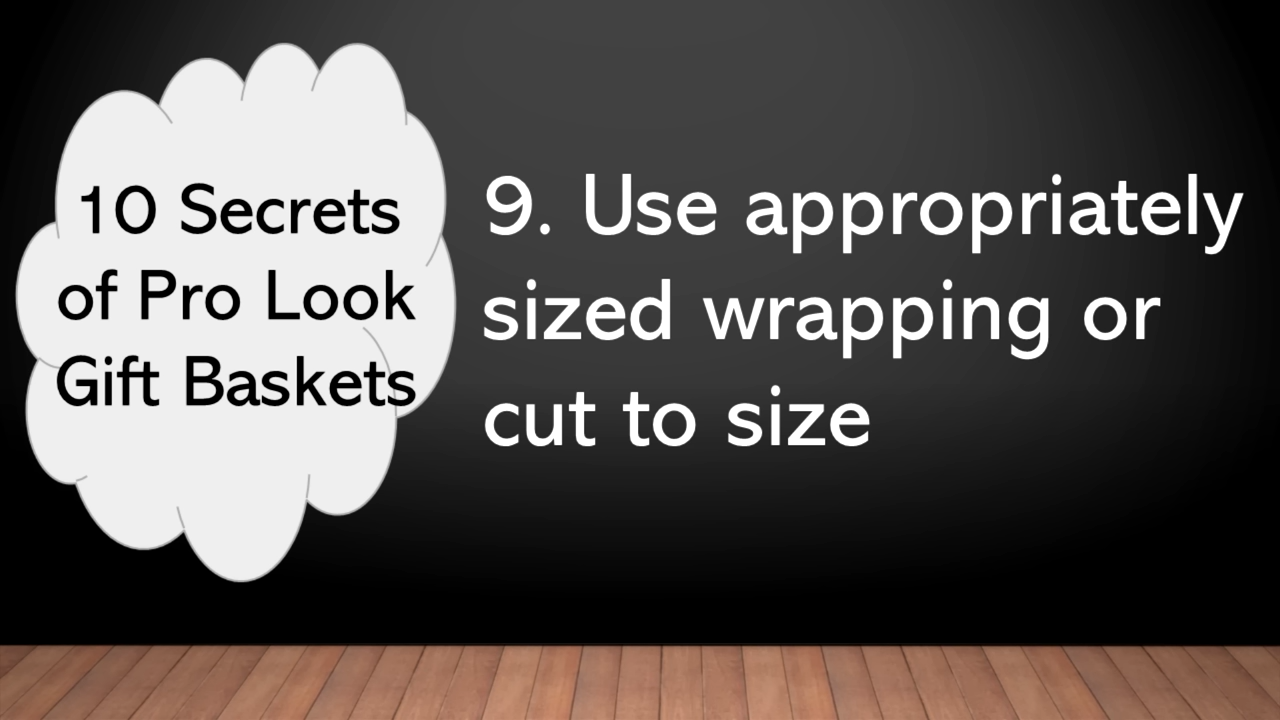 10 Secrets
of Pro Look
Gift Baskets
9. Use appropriately
sized wrapping or
cut to size